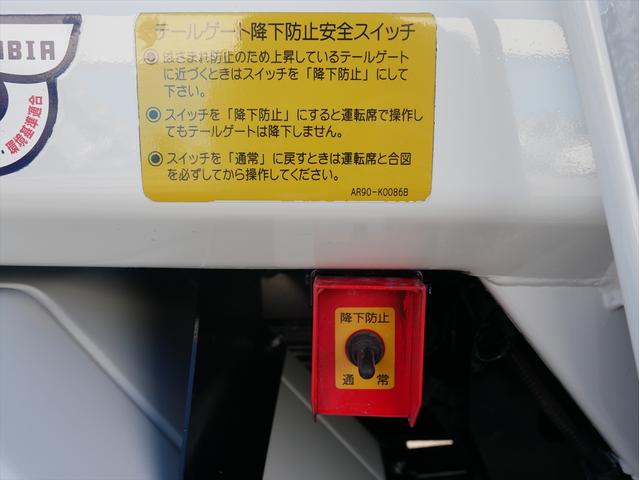 テールゲート降下防止安全スイッチ
●挟まれ防止のため上昇しているテールゲート
に近づくときはスイッチを「降下防止」にして
下さい。
●スイッチを「降下防止」にすると運転席で操作し
てもテールゲートは降下しません。
●スイッチを「通常」に戻すときは運転席と合図
を必ずしてから操作してください。
AR90-K0086B
降下防止
通 常